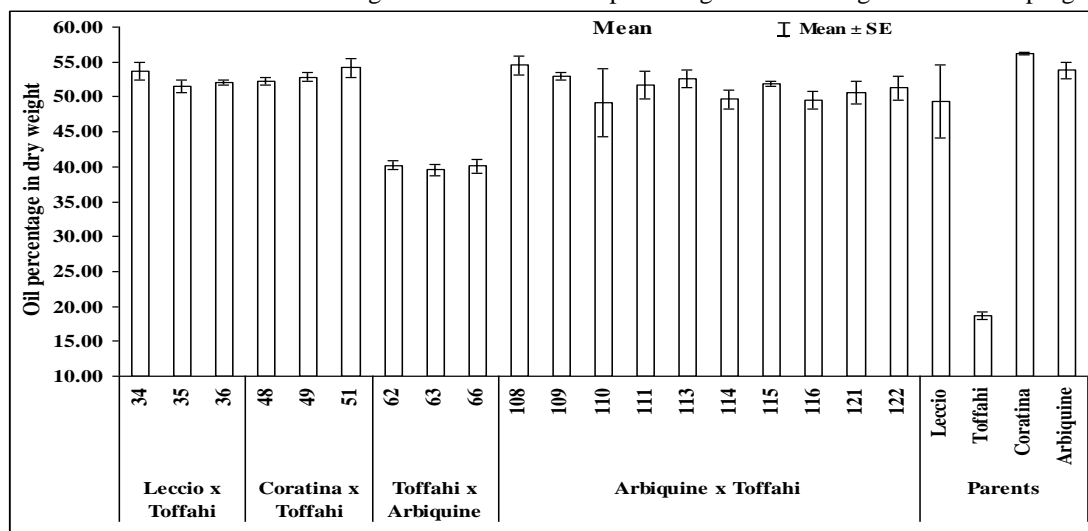 60.00
Mean
Mean ± SE
55.00
50.00
45.00
40.00
35.00
30.00
25.00
20.00
15.00
10.00
Oil percentage in dry weight
34
35
36
48
49
51
62
63
66
108
109
110
111
113
114
115
116
121
122
Leccio
Toffahi
Coratina
Arbiquine
Leccio x
Toffahi
Coratina x
Toffahi
Toffahi x
Arbiquine
Arbiquine x Toffahi
Parents